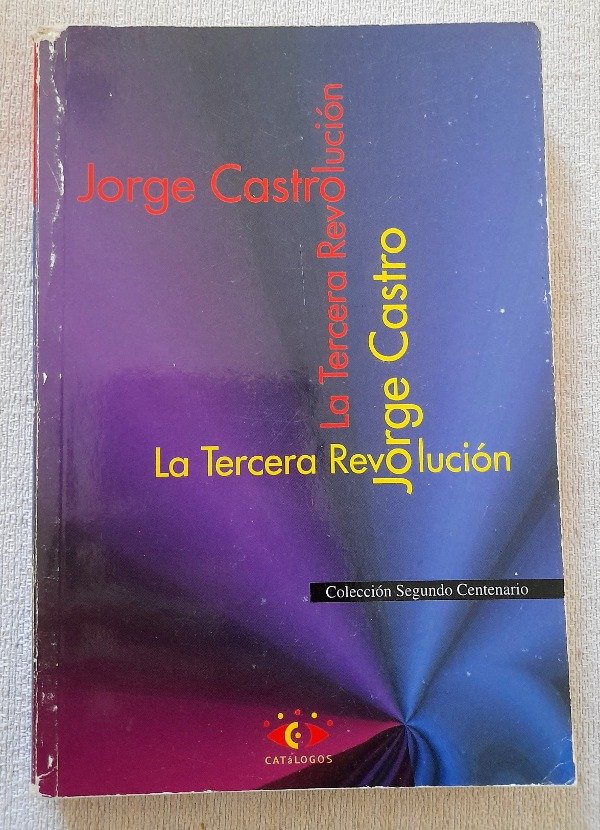 Jorge Castro
La Tercera Revolución
Jorge Castro
La Tercera Revolución
Colección Segundo Centenario
CATáLOGOS